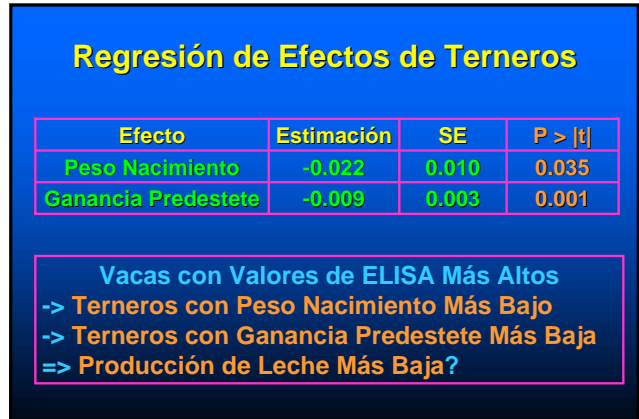 Regresión de Efectos de Terneros
Efecto Estimación SE P > |t|
Peso Nacimiento -0.022 0.010 0.035
Ganancia Predestete -0.009 0.003 0.001
Vacas con Valores de ELISA Más Altos
-> Terneros con Peso Nacimiento Más Bajo
-> Terneros con Ganancia Predestete Más Baja
=> Producción de Leche Más Baja?